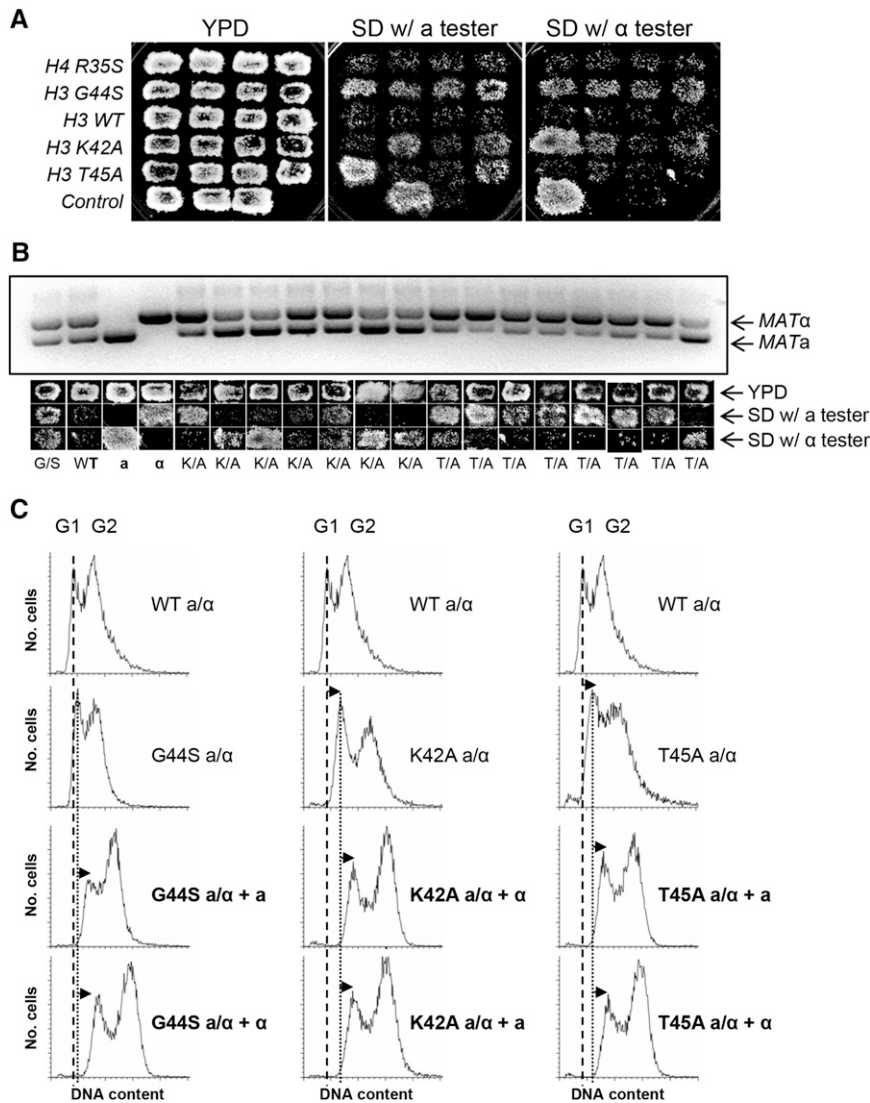 A
YPD
SD w/ a tester
SD w/ α tester
H4 R35S
H3 G44S
H3 WT
H3 K42A
H3 T45A
Control
B
MATα
MATa
YPD
SD w/ a tester
SD w/ α tester
G/S WT a α K/A K/A K/A K/A K/A K/A K/A T/A T/A T/A T/A T/A T/A T/A T/A
C
G1 G2
G1 G2
G1 G2
No. cells
WT a/α
WT a/α
WT a/α
No. cells
G44S a/α
K42A a/α
T45A a/α
No. cells
G44S a/α + a
K42A a/α + α
T45A a/α + a
No. cells
G44S a/α + α
K42A a/α + a
T45A a/α + α
DNA content
DNA content
DNA content